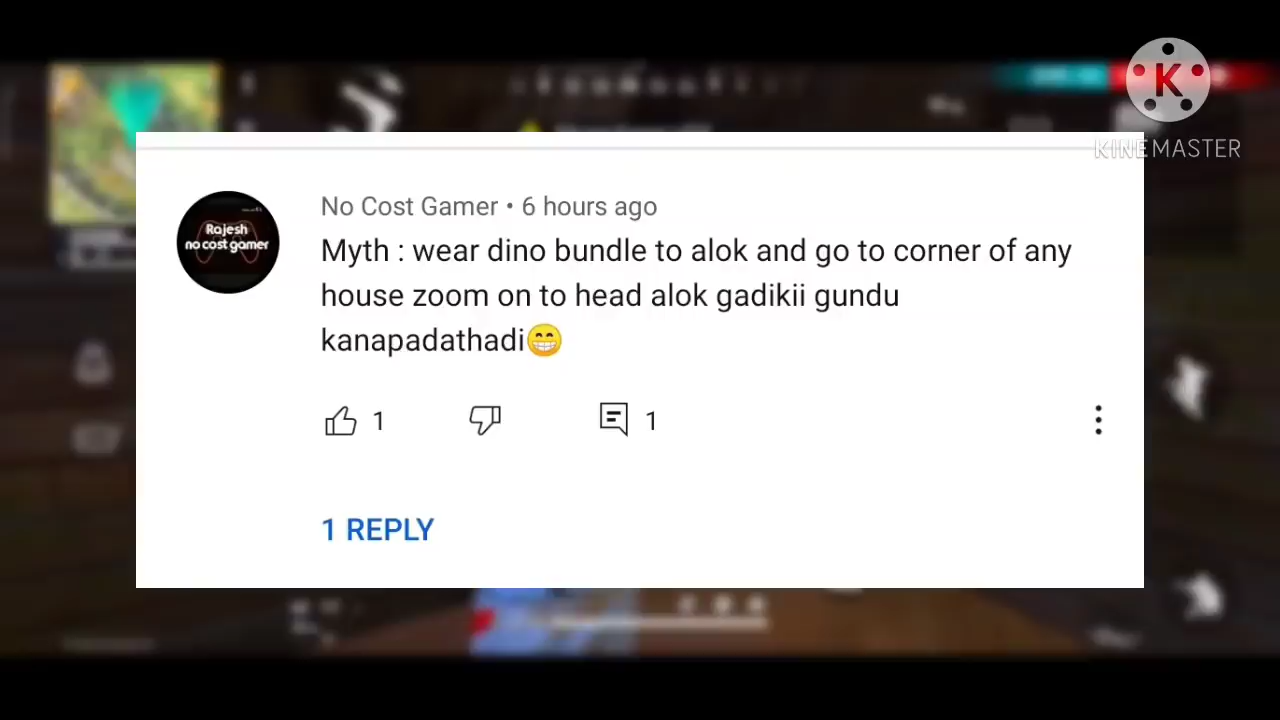 K
KINEMASTER
Rajesh
no cost gamer
No Cost Gamer • 6 hours ago
Myth : wear dino bundle to alok and go to corner of any
house zoom on to head alok gadikii gundu
kanapadathadi😁
1
1
1 REPLY